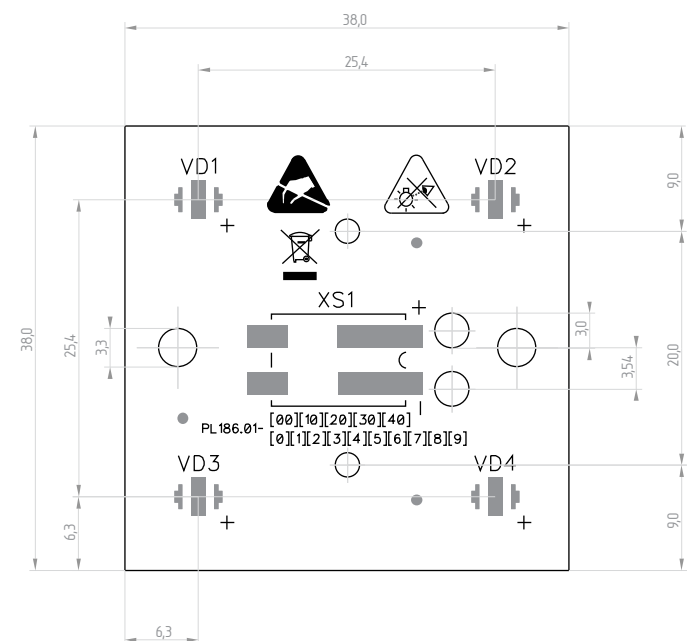 38,0
25,4
VD1
VD2
9,0
XS1
38,0
25,4
3,3
3,0
3,54
20,0
PL186.01-
[00][10][20][30][40]
[0][1][2][3][4][5][6][7][8][9]
VD3
VD4
6,3
9,0
6,3